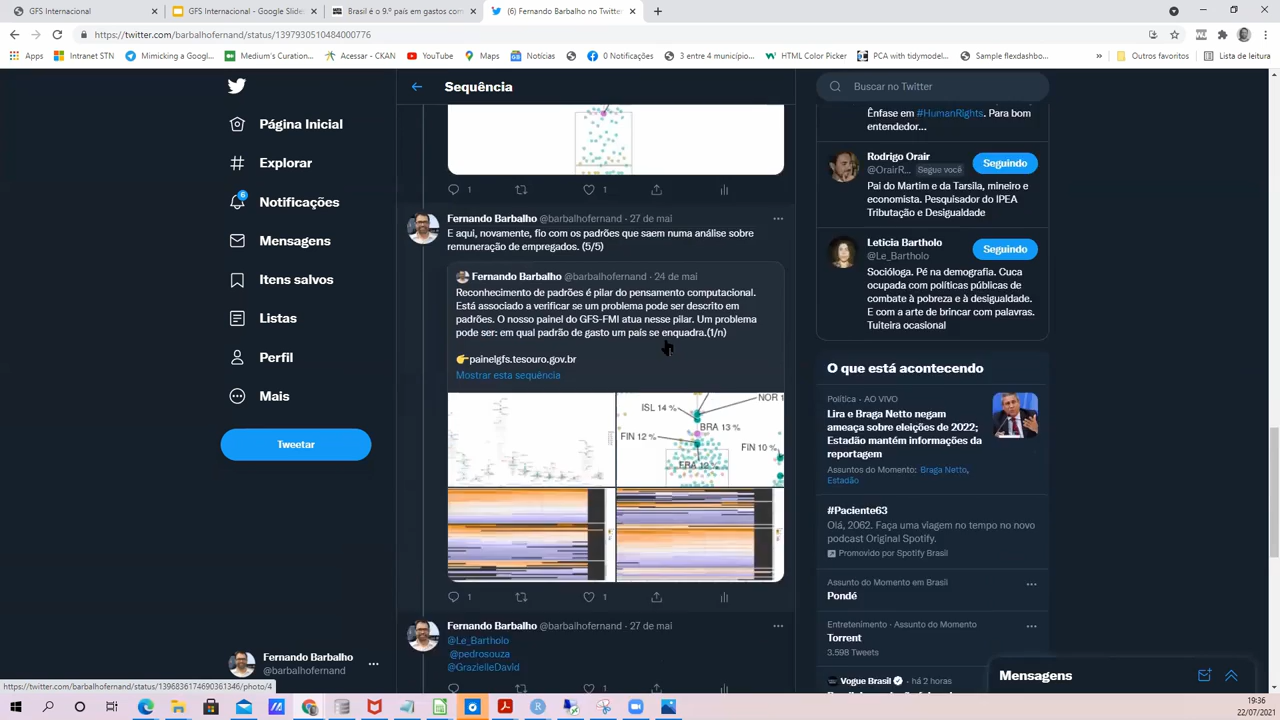 GFS Internacional
GFS Internacional - Google Slide
Brasil é o 9.º país em gastos com
(6) Fernando Barbalho no Twitter
https://twitter.com/barbalhofernand/status/1397930510484000776
Apps
Intranet STN
Mimicking a Googl...
Medium's Curation...
Acessar - CKAN
YouTube
Maps
Notícias
0 Notificações
3 entre 4 município...
HTML Color Picker
PCA with tidymodel...
Sample flexdashbo...
»
Outros favoritos
Lista de leitura
Sequência
Buscar no Twitter
Página Inicial
Explorar
6
Notificações
Mensagens
Itens salvos
Listas
Perfil
Mais
Tweetar
Fernando Barbalho
@barbalhofernand
1
1
Fernando Barbalho @barbalhofernand · 27 de mai
E aqui, novamente, fio com os padrões que saem numa análise sobre
remuneração de empregados. (5/5)
Fernando Barbalho @barbalhofernand · 24 de mai
Reconhecimento de padrões é pilar do pensamento computacional.
Está associado a verificar se um problema pode ser descrito em
padrões. O nosso painel do GFS-FMI atua nesse pilar. Um problema
pode ser: em qual padrão de gasto um país se enquadra.(1/n)
painelgfs.tesouro.gov.br
Mostrar esta sequência
ISL 14 %
NOR 1
BRA 13 %
FIN 12 %
FIN 10 %
FRA 12 %
1
1
Fernando Barbalho @barbalhofernand · 27 de mai
@Le_Bartholo
@pedrosouza
@GrazielleDavid
Ênfase em #HumanRights. Para bom
entendedor...
Rodrigo Orair
@OrairR... Segue você
Seguindo
Pai do Martim e da Tarsila, mineiro e
economista. Pesquisador do IPEA
Tributação e Desigualdade
Leticia Bartholo
@Le_Bartholo
Seguindo
Socióloga. Pé na demografia. Cuca
ocupada com políticas públicas de
combate à pobreza e à desigualdade.
E com a arte de brincar com palavras.
Tuiteira ocasional
O que está acontecendo
Política · AO VIVO
Lira e Braga Netto negam
ameaça sobre eleições de 2022;
Estadão mantém informações da
reportagem
Assuntos do Momento: Braga Netto,
Estadão
#Paciente63
Olá, 2062. Faça uma viagem no tempo no novo
podcast Original Spotify.
Promovido por Spotify Brasil
Assunto do Momento em Brasil
Pondé
Entretenimento · Assunto do Momento
Torrent
3.598 Tweets
Vogue Brasil · há 2 horas
Mensagens
https://twitter.com/barbalhofernand/status/1396836174690361346/photo/4
19:36
22/07/2021